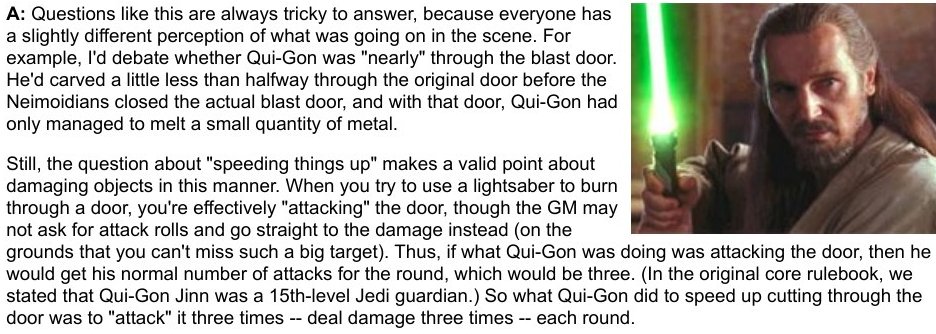 A: Questions like this are always tricky to answer, because everyone has
a slightly different perception of what was going on in the scene. For
example, I'd debate whether Qui-Gon was "nearly" through the blast door.
He'd carved a little less than halfway through the original door before the
Neimoidians closed the actual blast door, and with that door, Qui-Gon had
only managed to melt a small quantity of metal.
Still, the question about "speeding things up" makes a valid point about
damaging objects in this manner. When you try to use a lightsaber to burn
through a door, you're effectively "attacking" the door, though the GM may
not ask for attack rolls and go straight to the damage instead (on the
grounds that you can't miss such a big target). Thus, if what Qui-Gon was doing was attacking the door, then he
would get his normal number of attacks for the round, which would be three. (In the original core rulebook, we
stated that Qui-Gon Jinn was a 15th-level Jedi guardian.) So what Qui-Gon did to speed up cutting through the
door was to "attack" it three times -- deal damage three times -- each round.